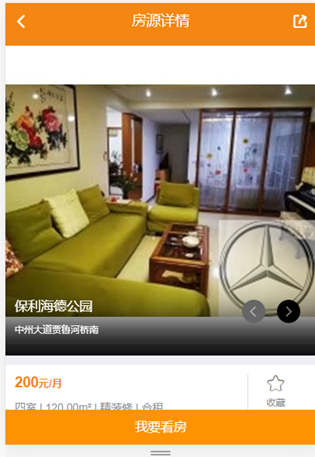 房源详情
保利海德公园
中州大道贾鲁河桥南
200元/月
收藏
四室 | 120.00m² | 精装修 | 合租
我要看房